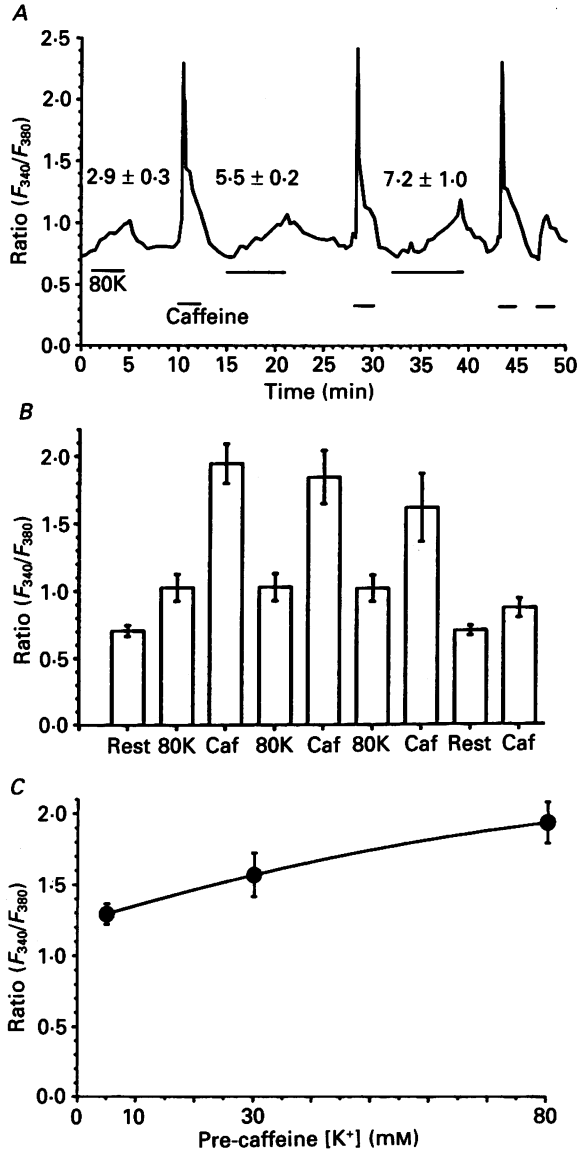 A
Ratio (F340/F380)
2·5
2·0
1·5
1·0
0·5
0·0
2·9 ± 0·3
5·5 ± 0·2
7·2 ± 1·0
80K
Caffeine
0 5 10 15 20 25 30 35 40 45 50
Time (min)
B
Ratio (F340/F380)
2·0
1·5
1·0
0·5
0·0
Rest 80K Caf 80K Caf 80K Caf Rest Caf
C
Ratio (F340/F380)
2·0
1·5
1·0
0·0
0 10 30 80
Pre-caffeine [K+] (mM)